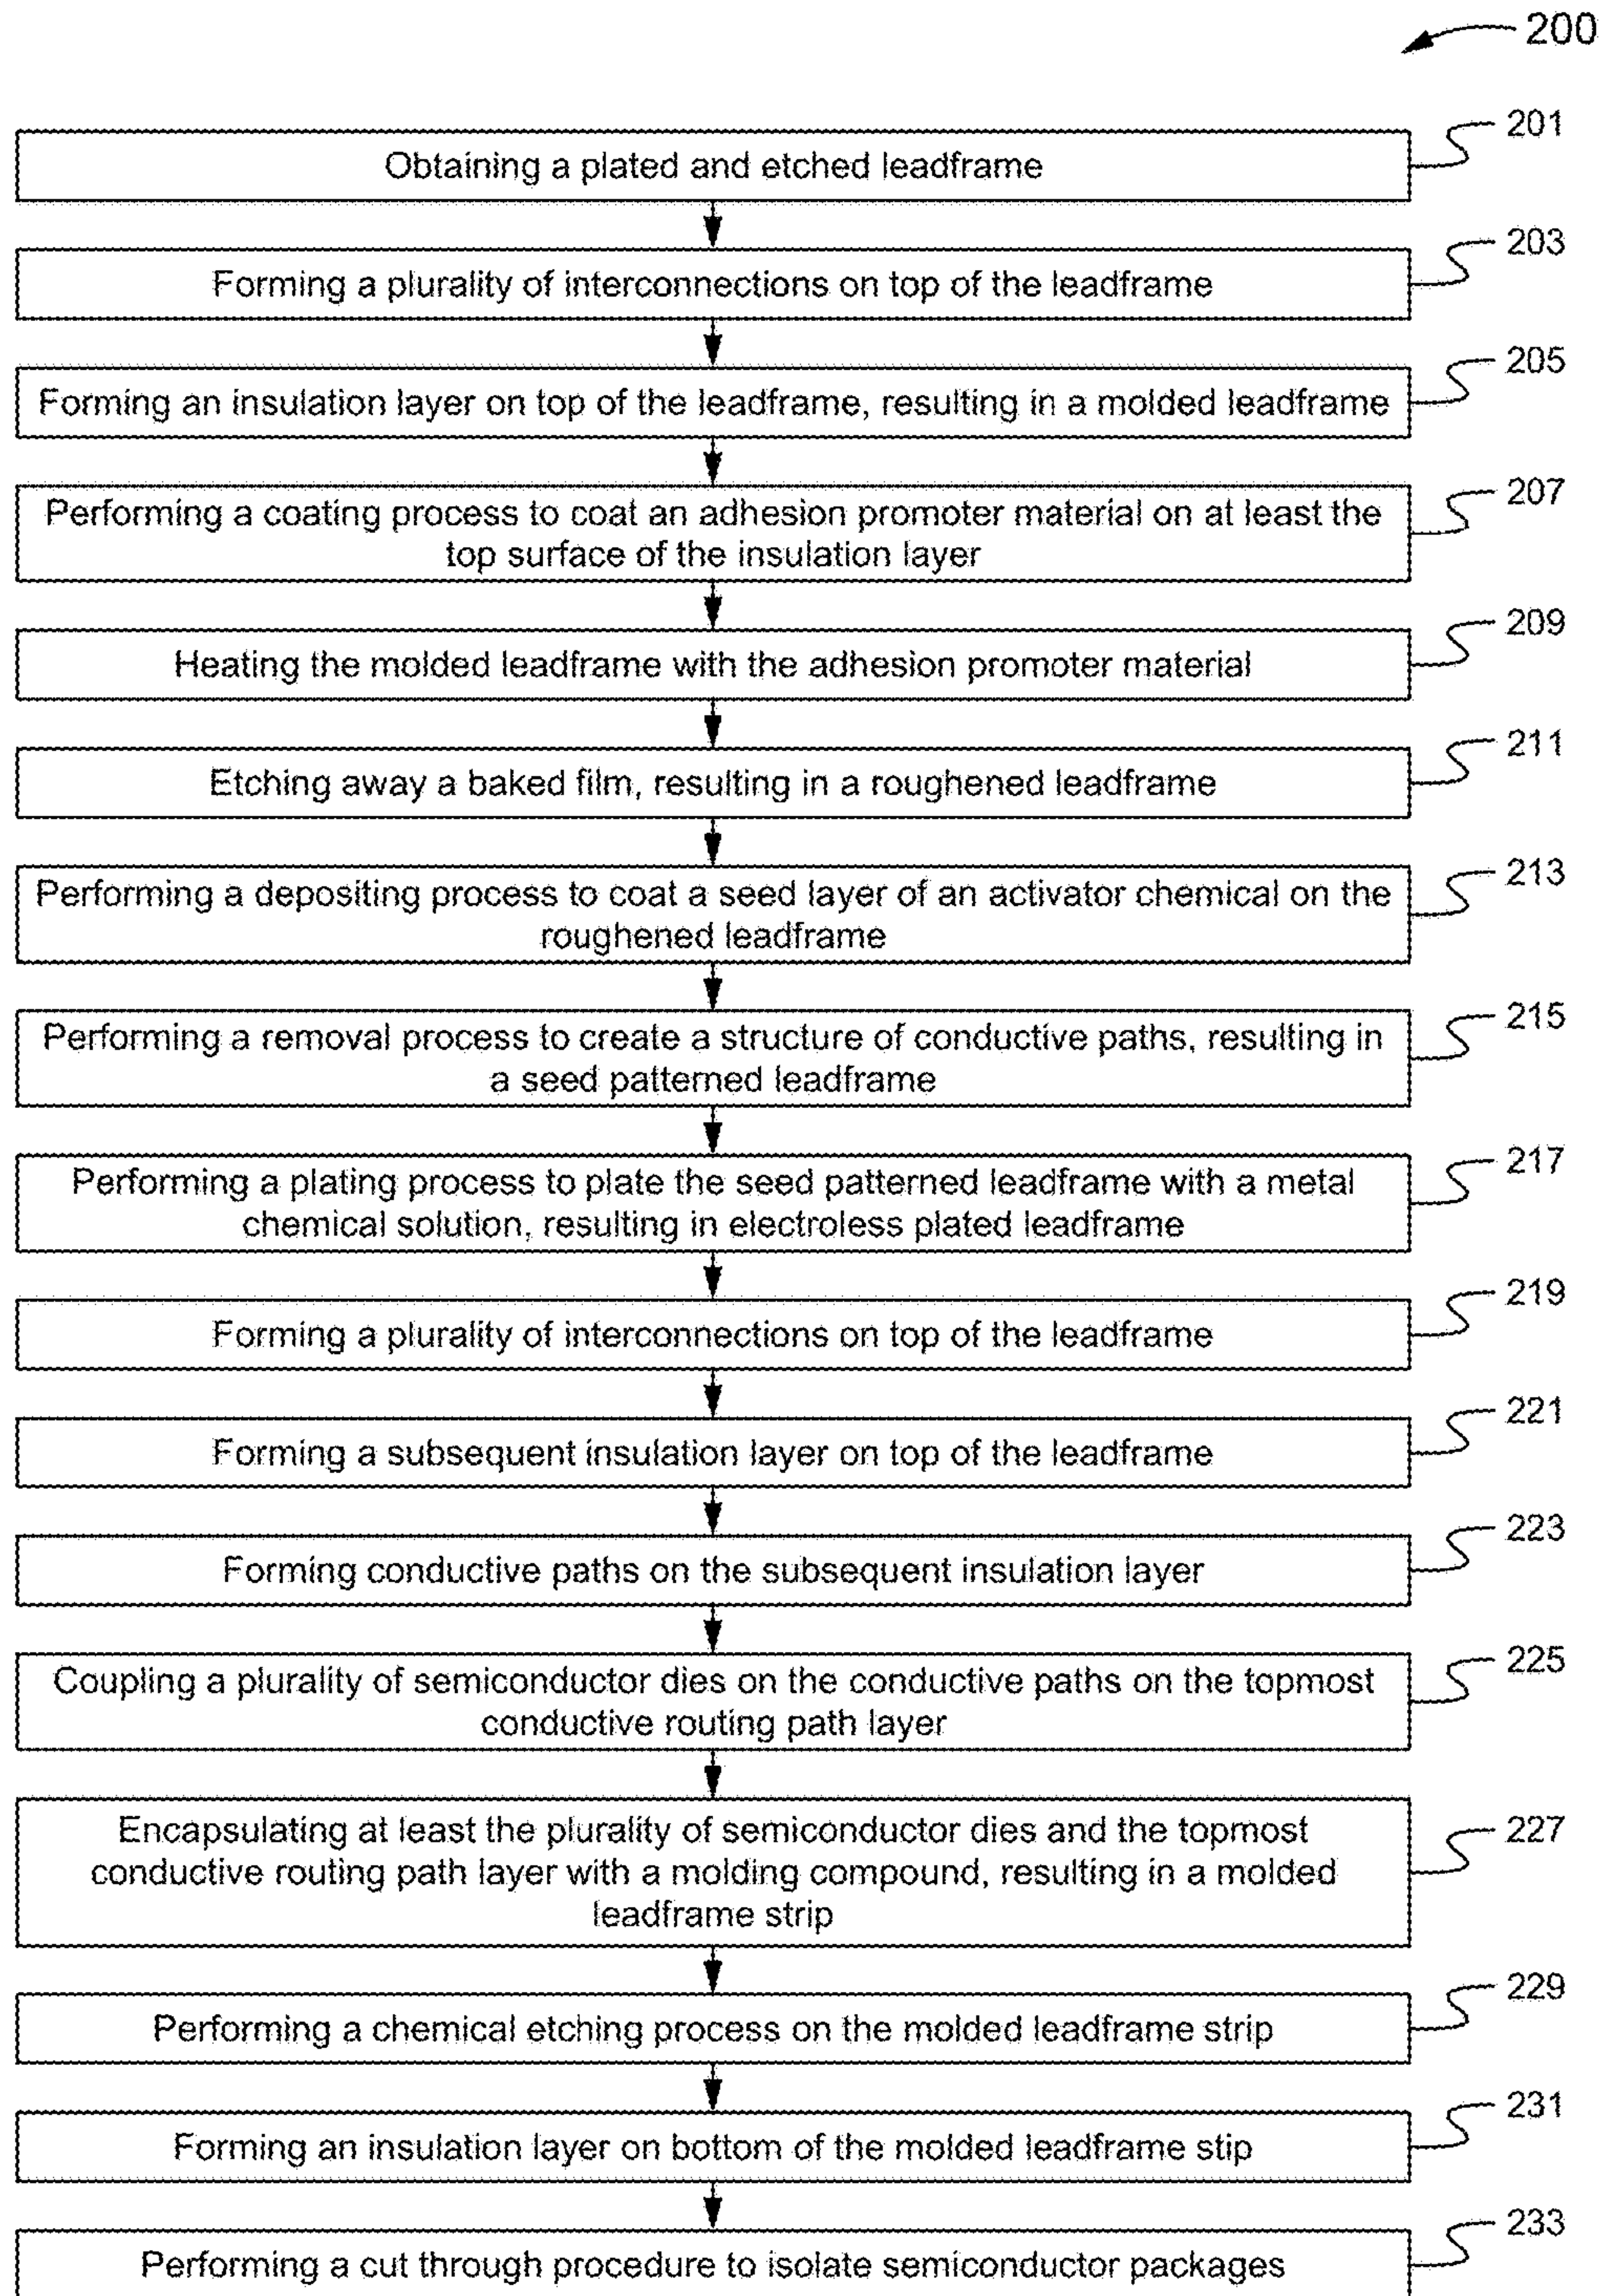 200
Obtaining a plated and etched leadframe
201
Forming a plurality of interconnections on top of the leadframe
203
Forming an insulation layer on top of the leadframe, resulting in a molded leadframe
205
Performing a coating process to coat an adhesion promoter material on at least the
top surface of the insulation layer
207
Heating the molded leadframe with the adhesion promoter material
209
Etching away a baked film, resulting in a roughened leadframe
211
Performing a depositing process to coat a seed layer of an activator chemical on the
roughened leadframe
213
Performing a removal process to create a structure of conductive paths, resulting in
a seed patterned leadframe
215
Performing a plating process to plate the seed patterned leadframe with a metal
chemical solution, resulting in electroless plated leadframe
217
Forming a plurality of interconnections on top of the leadframe
219
Forming a subsequent insulation layer on top of the leadframe
221
Forming conductive paths on the subsequent insulation layer
223
Coupling a plurality of semiconductor dies on the conductive paths on the topmost
conductive routing path layer
225
Encapsulating at least the plurality of semiconductor dies and the topmost
conductive routing path layer with a molding compound, resulting in a molded
leadframe strip
227
Performing a chemical etching process on the molded leadframe strip
229
Forming an insulation layer on bottom of the molded leadframe stip
231
Performing a cut through procedure to isolate semiconductor packages
233